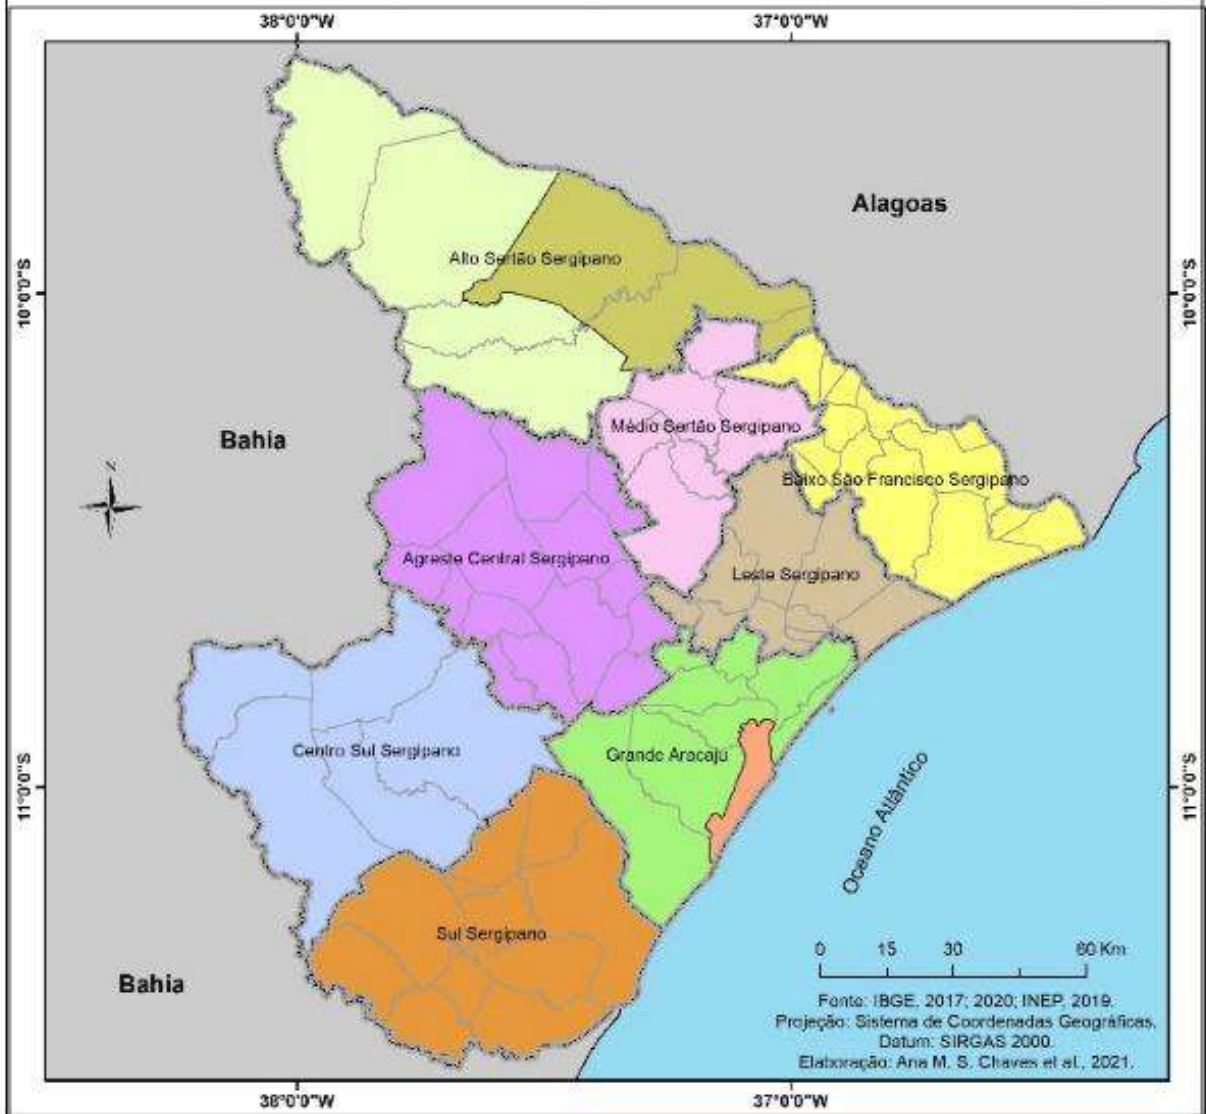 38°0'0"W 37°0'0"W
Alagoas
Alto Sertão Sergipano
10°0'0"S 10°0'0"S
Médio Sertão Sergipano
Bahia
Baixo São Francisco Sergipano
N
Agreste Central Sergipano
Leste Sergipano
Centro Sul Sergipano
Grande Aracaju
11°0'0"S 11°0'0"S
Oceano Atlântico
Sul Sergipano
0 15 30 60 Km
Bahia
Fonte: IBGE, 2017; 2020; INEP, 2019.
Projeção: Sistema de Coordenadas Geográficas.
Datum: SIRGAS 2000.
Elaboração: Ana M. S. Chaves et al., 2021.
38°0'0"W 37°0'0"W